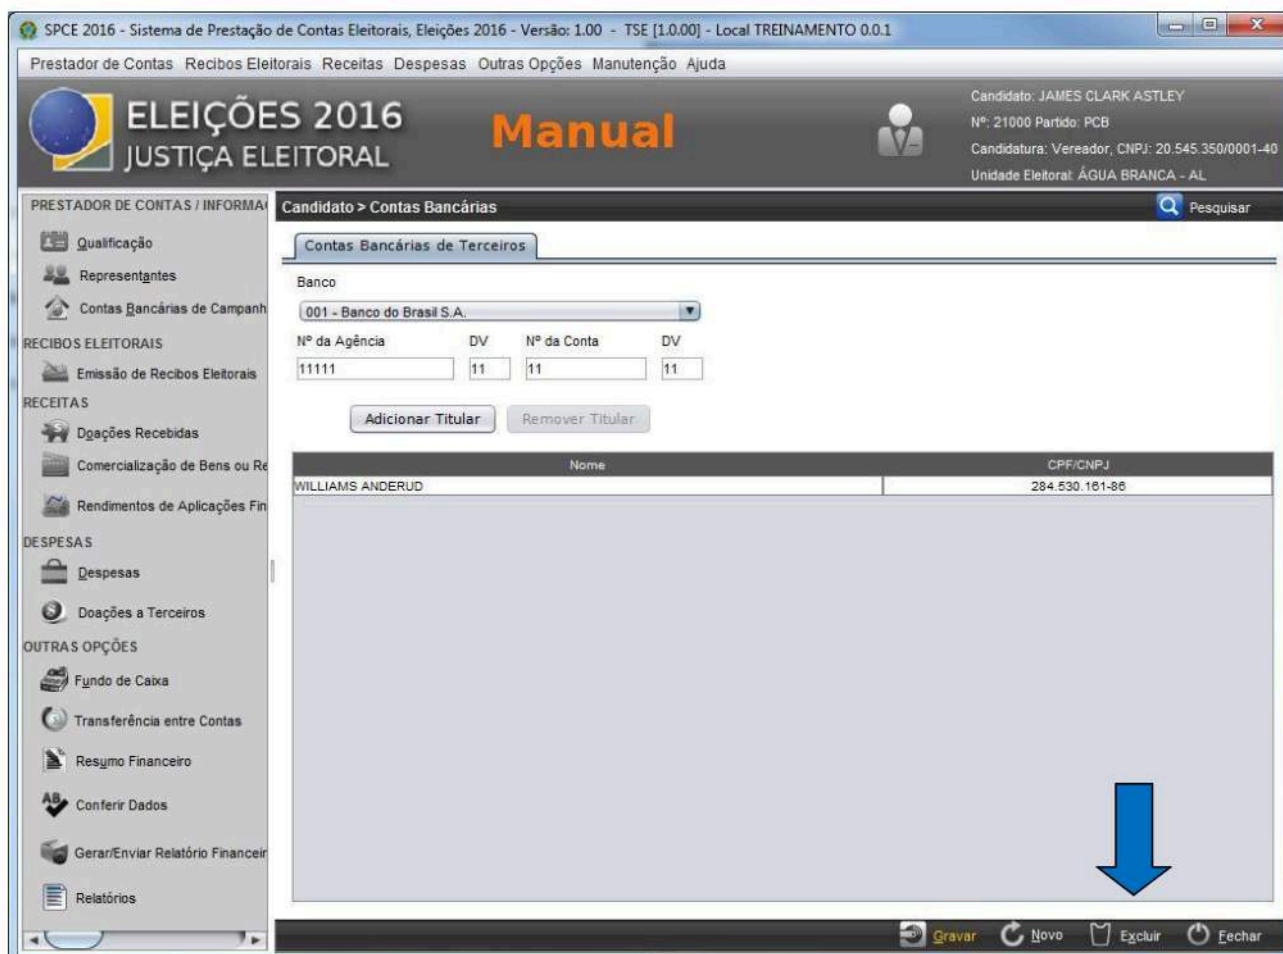 SPCE 2016 - Sistema de Prestação de Contas Eleitorais, Eleições 2016 - Versão: 1.00 - TSE [1.0.00] - Local TREINAMENTO 0.0.1
Prestador de Contas Recibos Eleitorais Receitas Despesas Outras Opções Manutenção Ajuda
ELEIÇÕES 2016
JUSTIÇA ELEITORAL
Manual
Candidato: JAMES CLARK ASTLEY
Nº: 21000 Partido: PCB
Candidatura: Vereador, CNPJ: 20.545.350/0001-40
Unidade Eleitoral: ÁGUA BRANCA - AL
PRESTADOR DE CONTAS / INFORMA
Qualificação
Representantes
Contas Bancárias de Campanh
RECIBOS ELEITORAIS
Emissão de Recibos Eleitorais
RECEITAS
Doações Recebidas
Comercialização de Bens ou Re
Rendimentos de Aplicações Fin
DESPESAS
Despesas
Doações a Terceiros
OUTRAS OPÇÕES
Fundo de Caixa
Transferência entre Contas
Resumo Financeiro
Conferir Dados
Gerar/Enviar Relatório Financeir
Relatórios
Candidato > Contas Bancárias
Pesquisar
Contas Bancárias de Terceiros
Banco
001 - Banco do Brasil S.A.
Nº da Agência DV Nº da Conta DV
11111 11 11 11
Adicionar Titular Remover Titular
Nome CPF/CNPJ
WILLIAMS ANDERUD 284.530.161-86
Gravar Novo Excluir Fechar